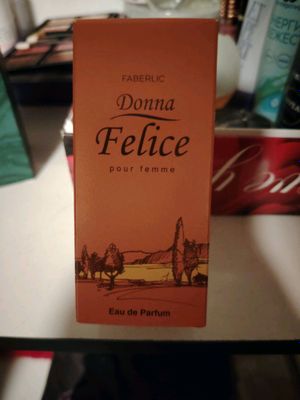 FABERLIC
Donna
Felice
pour femme
Eau de Parfum